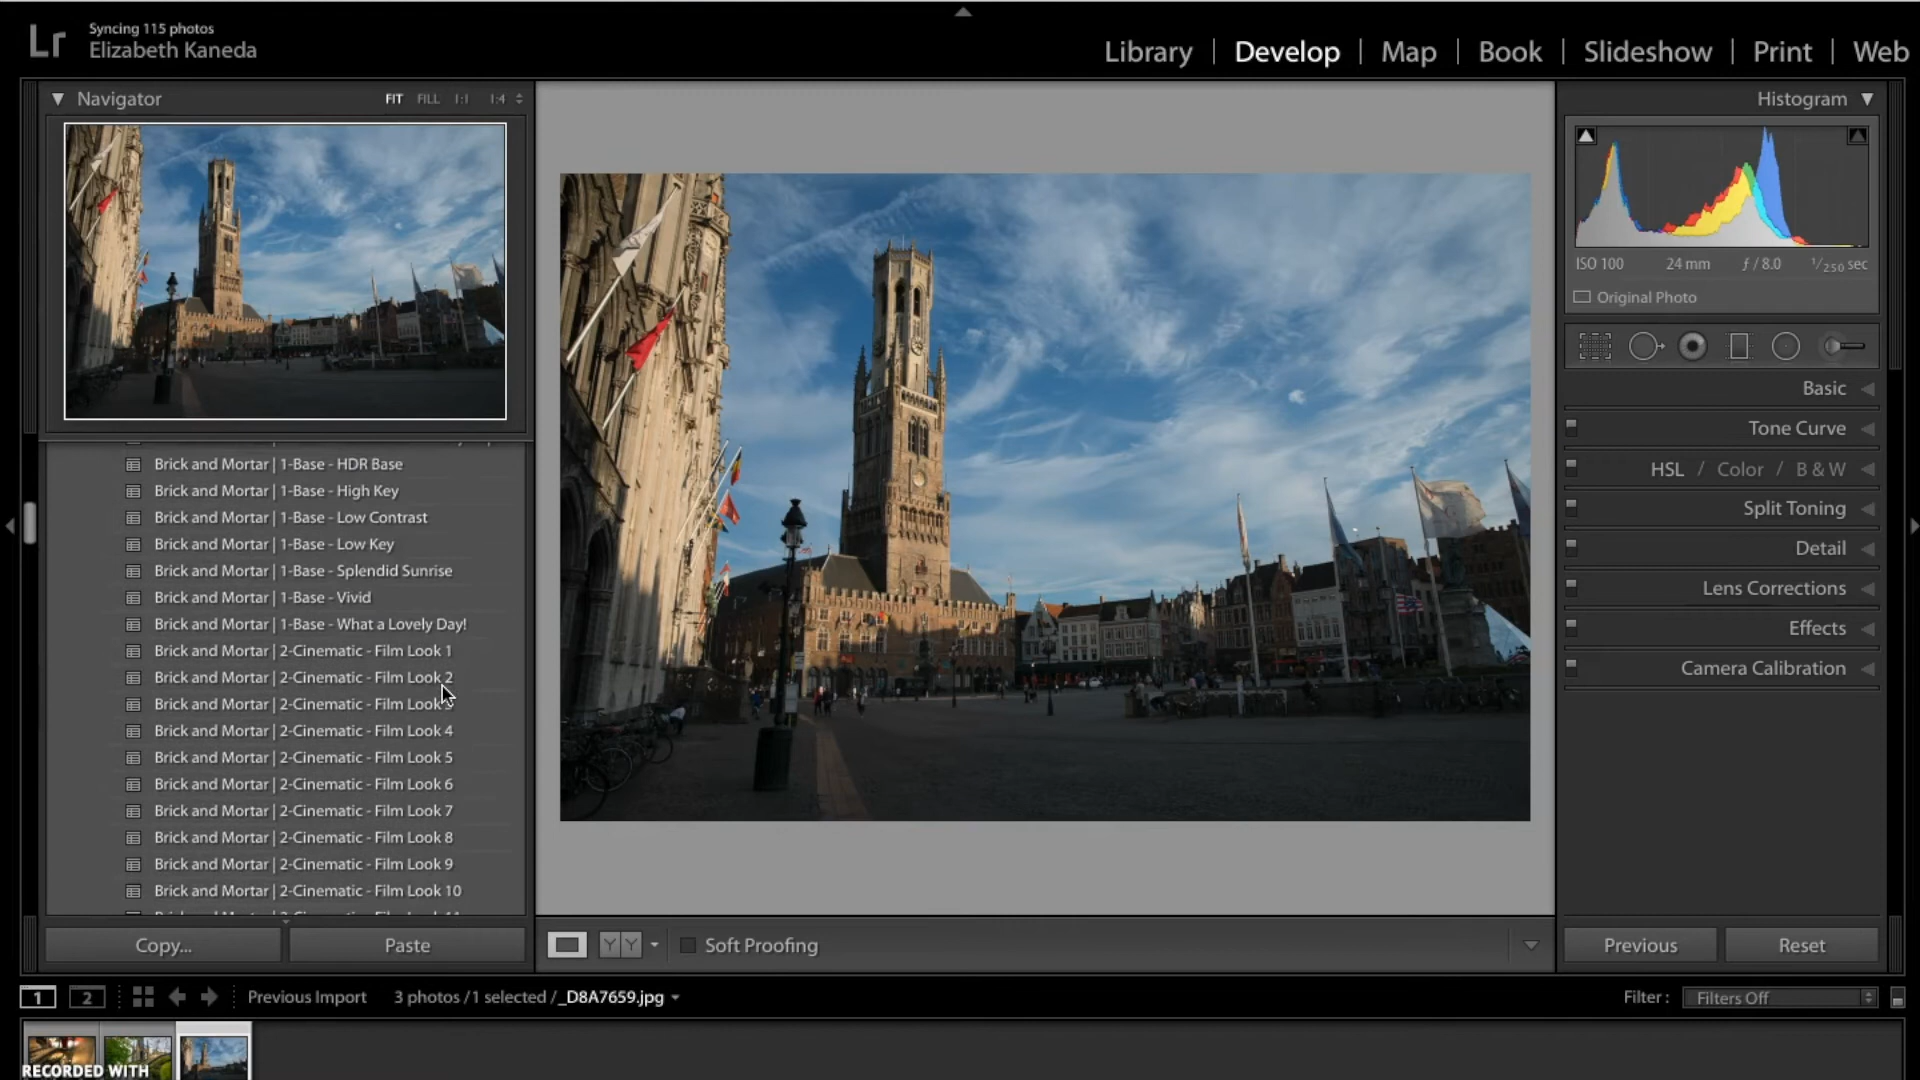 Lr
Syncing 115 photos
Elizabeth Kaneda
Library | Develop | Map | Book | Slideshow | Print | Web
Navigator
FIT FILL 1:1 1:4
Brick and Mortar | 1-Base - HDR Base
Brick and Mortar | 1-Base - High Key
Brick and Mortar | 1-Base - Low Contrast
Brick and Mortar | 1-Base - Low Key
Brick and Mortar | 1-Base - Splendid Sunrise
Brick and Mortar | 1-Base - Vivid
Brick and Mortar | 1-Base - What a Lovely Day!
Brick and Mortar | 2-Cinematic - Film Look 1
Brick and Mortar | 2-Cinematic - Film Look 2
Brick and Mortar | 2-Cinematic - Film Look
Brick and Mortar | 2-Cinematic - Film Look 4
Brick and Mortar | 2-Cinematic - Film Look 5
Brick and Mortar | 2-Cinematic - Film Look 6
Brick and Mortar | 2-Cinematic - Film Look 7
Brick and Mortar | 2-Cinematic - Film Look 8
Brick and Mortar | 2-Cinematic - Film Look 9
Brick and Mortar | 2-Cinematic - Film Look 10
Copy...
Paste
Soft Proofing
Histogram
ISO 100 24 mm ƒ / 8.0 1/250 sec
Original Photo
Basic
Tone Curve
HSL / Color / B & W
Split Toning
Detail
Lens Corrections
Effects
Camera Calibration
Previous
Reset
1 2
Previous Import
3 photos /1 selected /_D8A7659.jpg
Filter :
Filters Off
RECORDED WITH